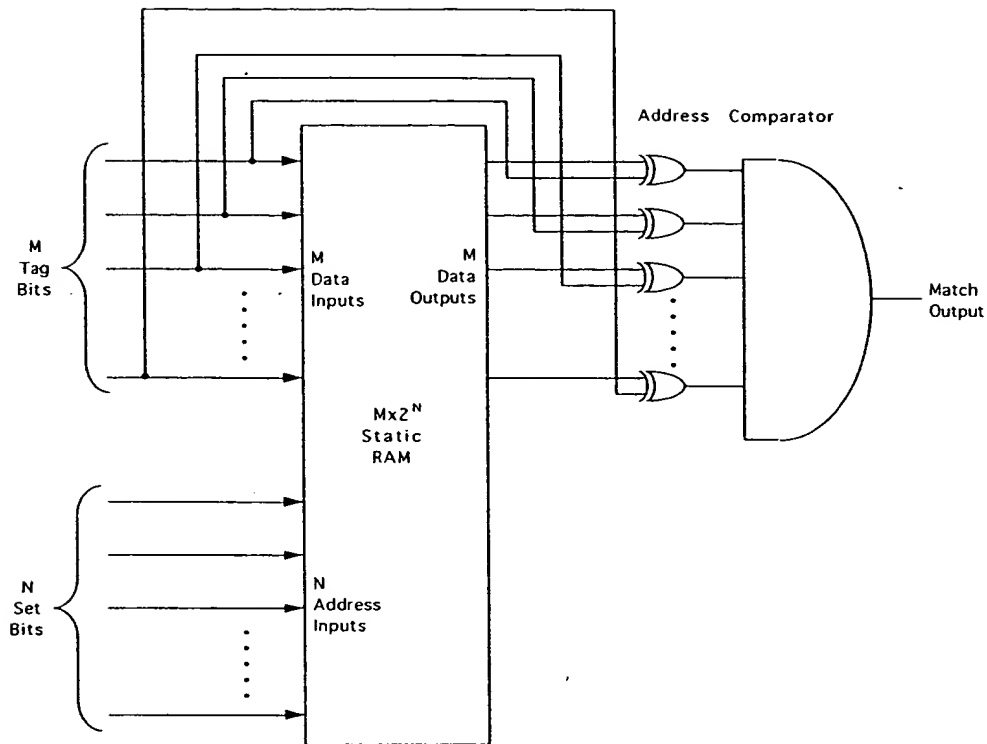 Address Comparator
M
Tag
Bits
M
Data
Inputs
M
Data
Outputs
Match
Output
Mx2^N
Static
RAM
N
Set
Bits
N
Address
Inputs